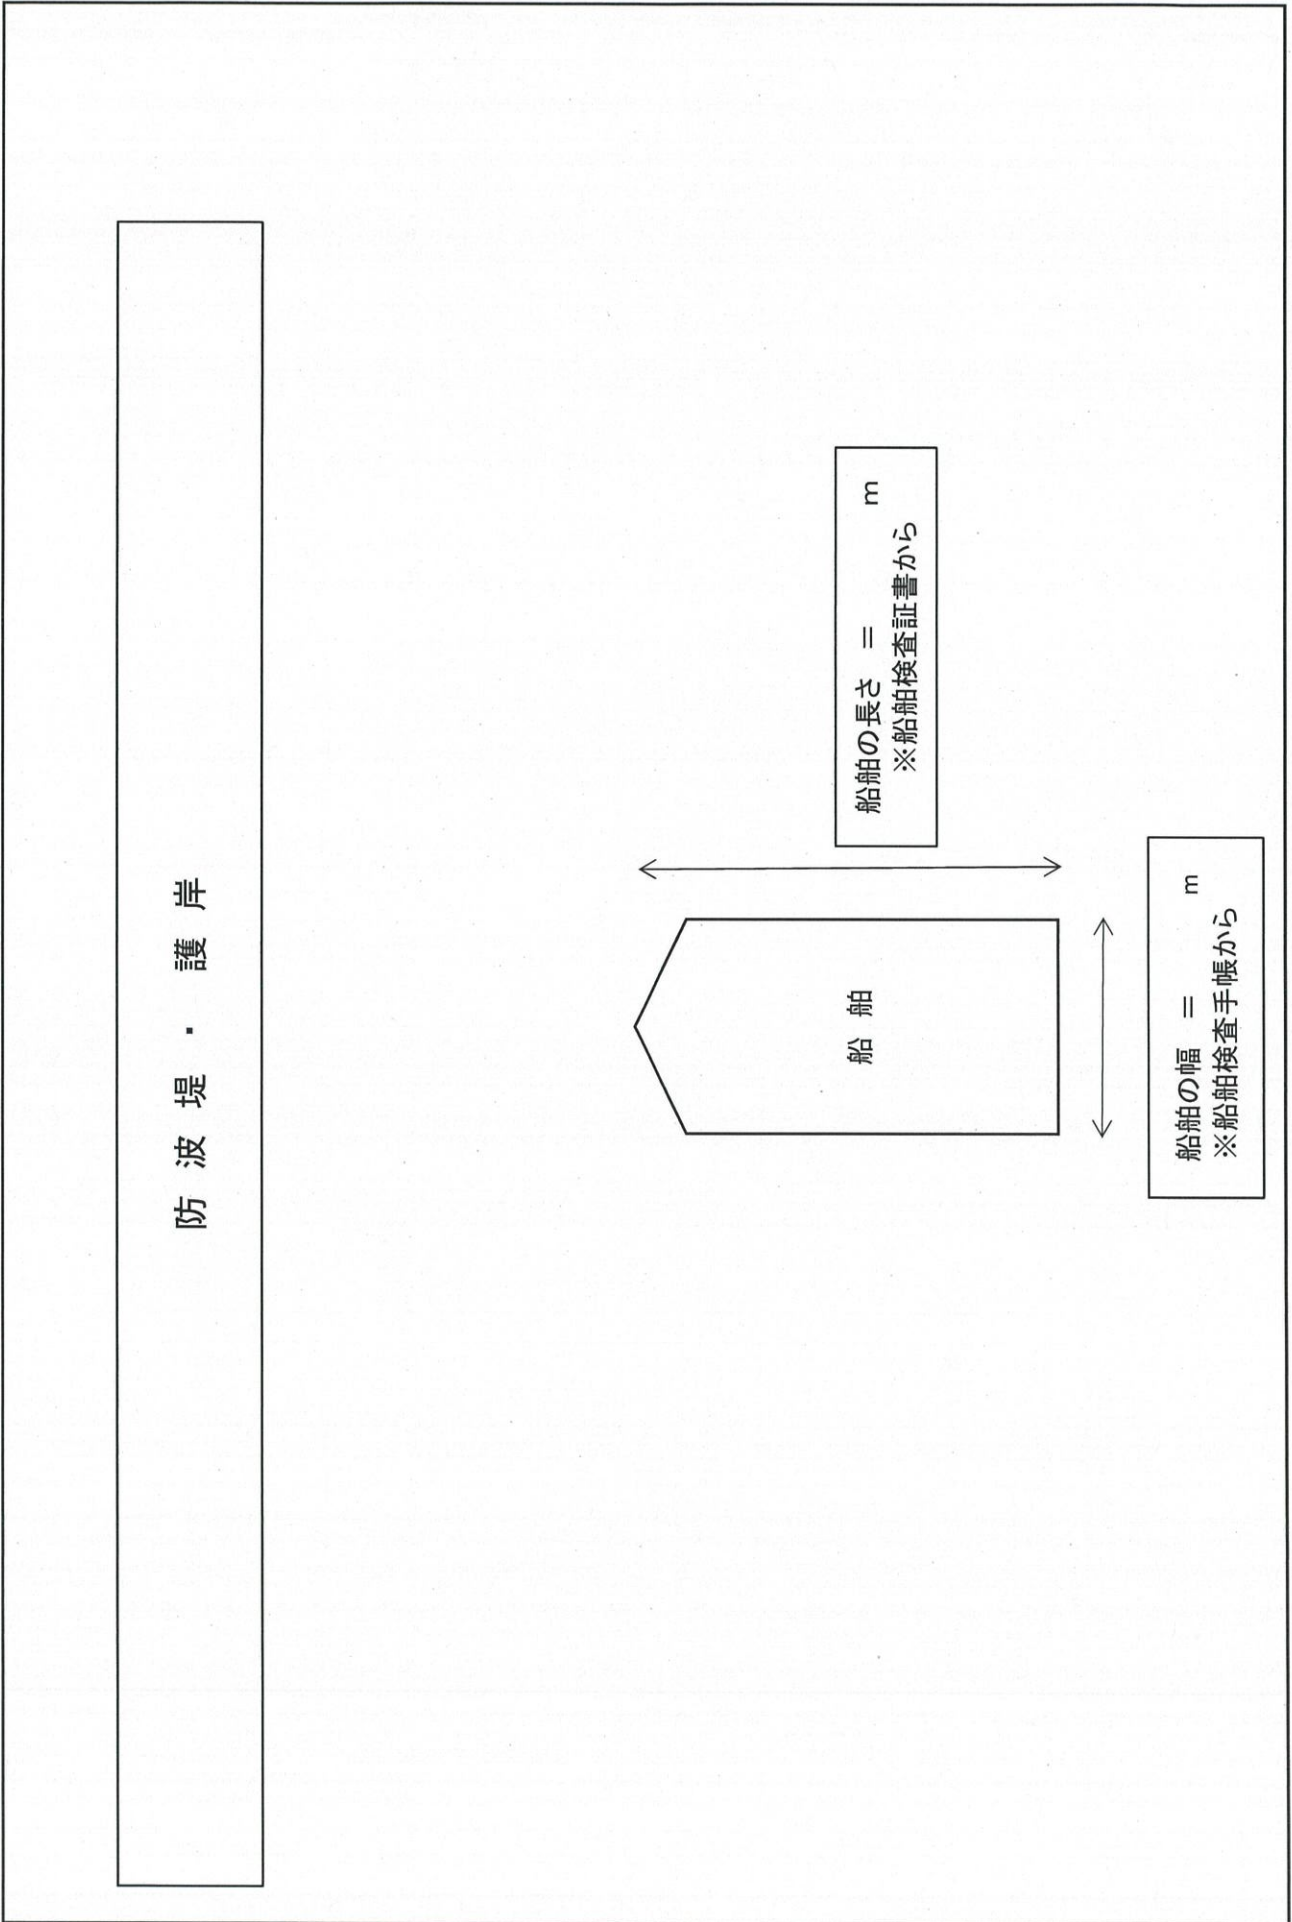 防波堤・護岸
船舶の長さ = m
※船舶検査証書から
船舶
船舶の幅 = m
※船舶検査手帳から